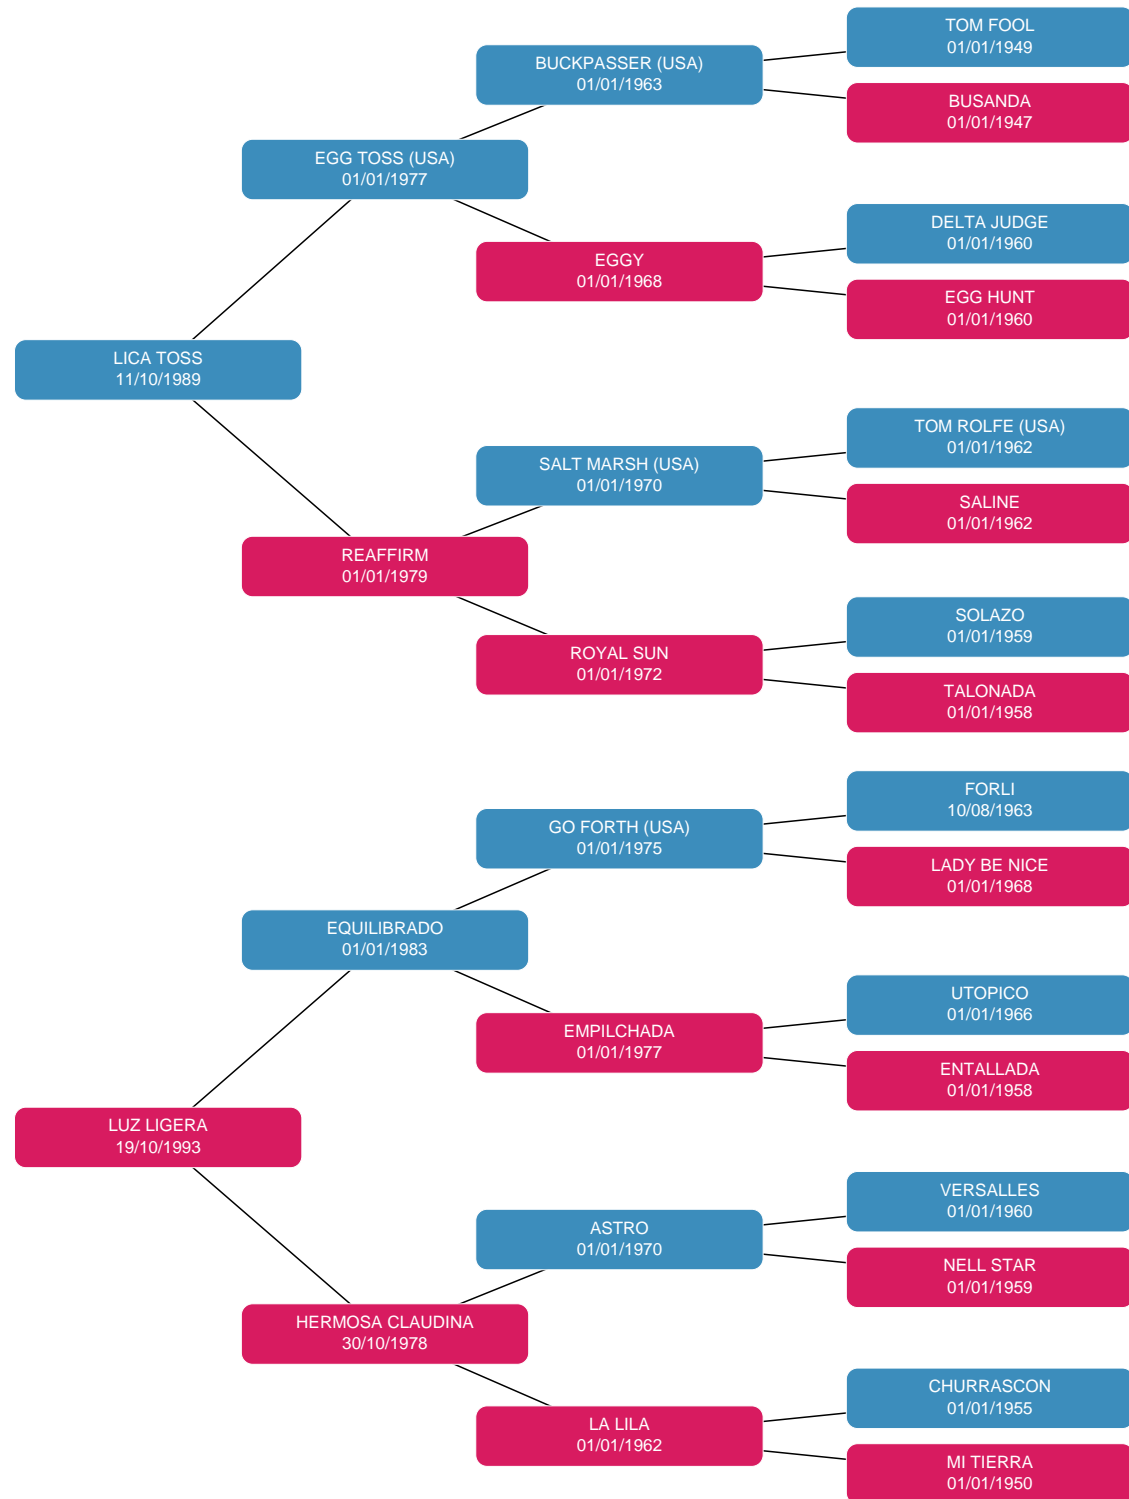 TOM FOOL
01/01/1949
BUCKPASSER (USA)
01/01/1963
BUSANDA
01/01/1947
EGG TOSS (USA)
01/01/1977
DELTA JUDGE
01/01/1960
EGGY
01/01/1968
EGG HUNT
01/01/1960
LICA TOSS
11/10/1989
TOM ROLFE (USA)
01/01/1962
SALT MARSH (USA)
01/01/1970
SALINE
01/01/1962
REAFFIRM
01/01/1979
SOLAZO
01/01/1959
ROYAL SUN
01/01/1972
TALONADA
01/01/1958
FORLI
10/08/1963
GO FORTH (USA)
01/01/1975
LADY BE NICE
01/01/1968
EQUILIBRADO
01/01/1983
UTOPICO
01/01/1966
EMPILCHADA
01/01/1977
ENTALLADA
01/01/1958
LUZ LIGERA
19/10/1993
VERSALLES
01/01/1960
ASTRO
01/01/1970
NELL STAR
01/01/1959
HERMOSA CLAUDINA
30/10/1978
CHURRASCON
01/01/1955
LA LILA
01/01/1962
MI TIERRA
01/01/1950